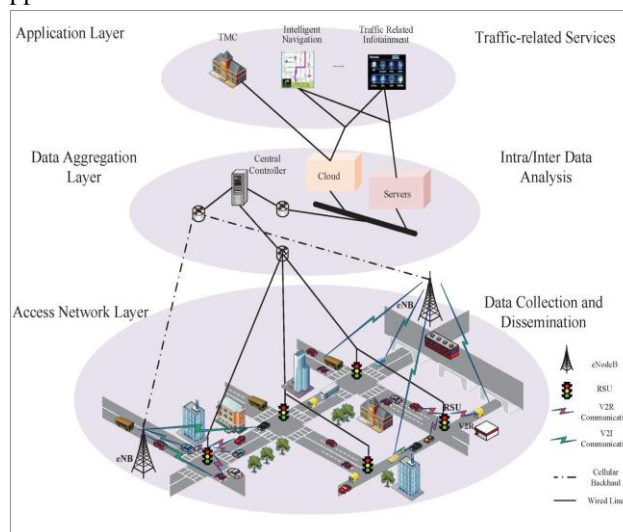 Application Layer
TMC
Intelligent
Navigation
......
Traffic Related
Infotainment
Traffic-related Services
Data Aggregation
Layer
Central
Controller
Cloud
Servers
Intra/Inter Data
Analysis
Access Network Layer
eNB
Data Collection and
Dissemination
eNodeB
RSU
V2R
Communication
V2I
Communication
Cellular
Backhaul
Wired Line
RSU
V2R
eNB